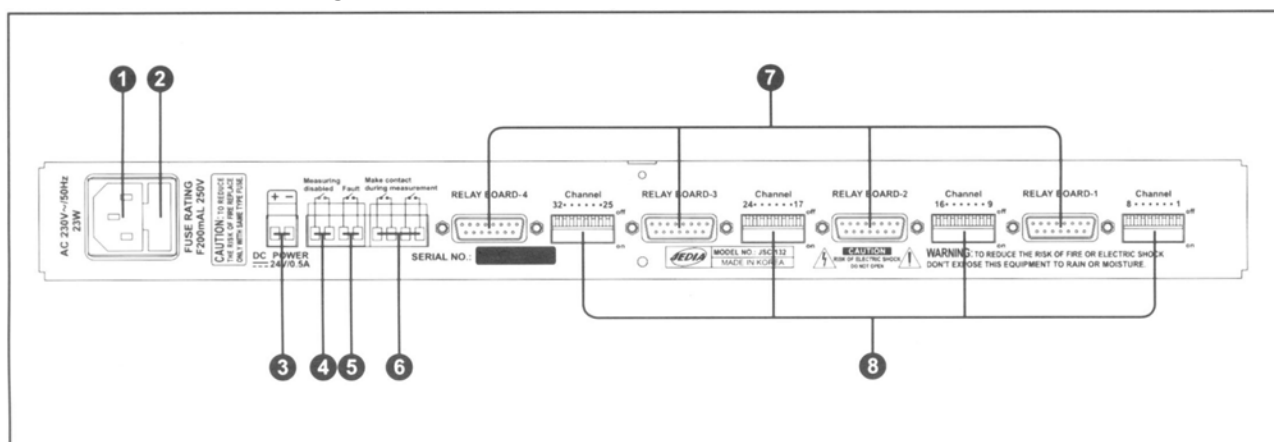 1
2
7
AC 230V~/50Hz
23W
FUSE RATING
F200mAL 250V
CAUTION: TO REDUCE
THE RISK OF FIRE REPLACE
ONLY WITH SAME TYPE FUSE.
+ −
DC POWER
24V/0.5A
Measuring
disabled
Fault
Make contact
during measurement
RELAY BOARD-4
Channel
32 · · · · · · 25
off
on
RELAY BOARD-3
Channel
24 · · · · · · 17
off
on
RELAY BOARD-2
Channel
16 · · · · · · 9
off
on
RELAY BOARD-1
Channel
8 · · · · · · 1
off
on
SERIAL NO.:
JEDIA
MODEL NO.: JSC-132
MADE IN KOREA
CAUTION
RISK OF ELECTRIC SHOCK
DO NOT OPEN
WARNING: TO REDUCE THE RISK OF FIRE OR ELECTRIC SHOCK
DON'T EXPOSE THIS EQUIPMENT TO RAIN OR MOISTURE.
3
4
5
6
8